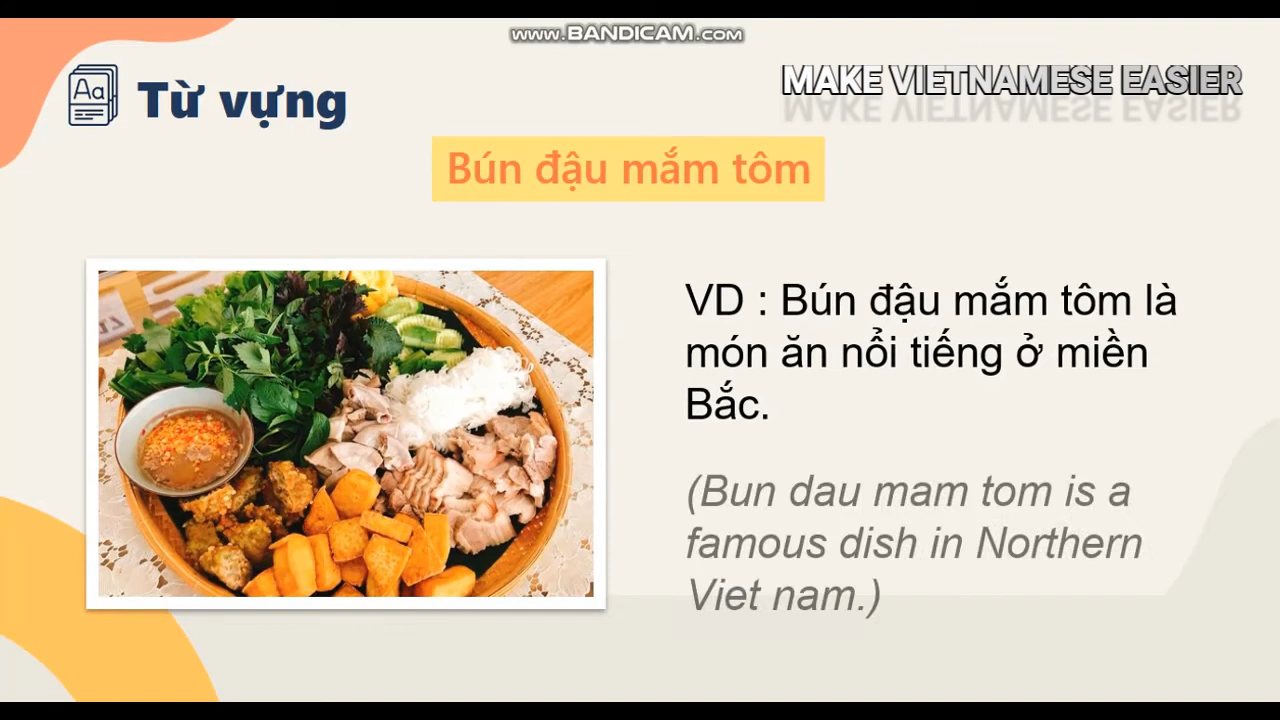 www.BANDICAM.com
Aa
Từ vựng
MAKE VIETNAMESE EASIER
Bún đậu mắm tôm
VD : Bún đậu mắm tôm là
món ăn nổi tiếng ở miền
Bắc.
(Bun dau mam tom is a
famous dish in Northern
Viet nam.)